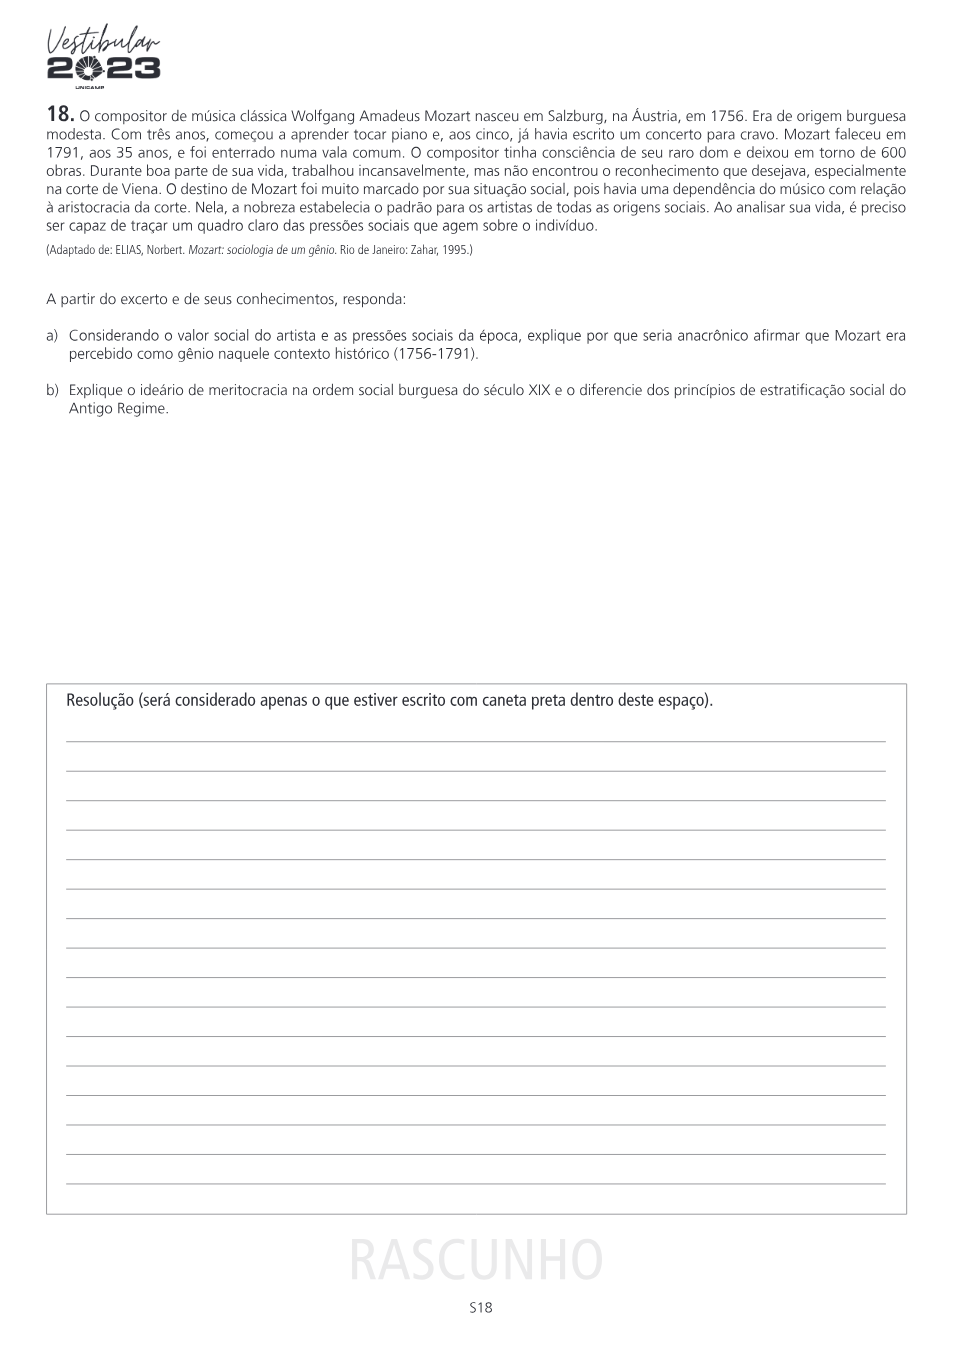 Vestibular
2023
UNICAMP
18. O compositor de música clássica Wolfgang Amadeus Mozart nasceu em Salzburg, na Áustria, em 1756. Era de origem burguesa
modesta. Com três anos, começou a aprender tocar piano e, aos cinco, já havia escrito um concerto para cravo. Mozart faleceu em
1791, aos 35 anos, e foi enterrado numa vala comum. O compositor tinha consciência de seu raro dom e deixou em torno de 600
obras. Durante boa parte de sua vida, trabalhou incansavelmente, mas não encontrou o reconhecimento que desejava, especialmente
na corte de Viena. O destino de Mozart foi muito marcado por sua situação social, pois havia uma dependência do músico com relação
à aristocracia da corte. Nela, a nobreza estabelecia o padrão para os artistas de todas as origens sociais. Ao analisar sua vida, é preciso
ser capaz de traçar um quadro claro das pressões sociais que agem sobre o indivíduo.
(Adaptado de: ELIAS, Norbert. Mozart: sociologia de um gênio. Rio de Janeiro: Zahar, 1995.)
A partir do excerto e de seus conhecimentos, responda:
a) Considerando o valor social do artista e as pressões sociais da época, explique por que seria anacrônico afirmar que Mozart era
percebido como gênio naquele contexto histórico (1756-1791).
b) Explique o ideário de meritocracia na ordem social burguesa do século XIX e o diferencie dos princípios de estratificação social do
Antigo Regime.
Resolução (será considerado apenas o que estiver escrito com caneta preta dentro deste espaço).
RASCUNHO
S18